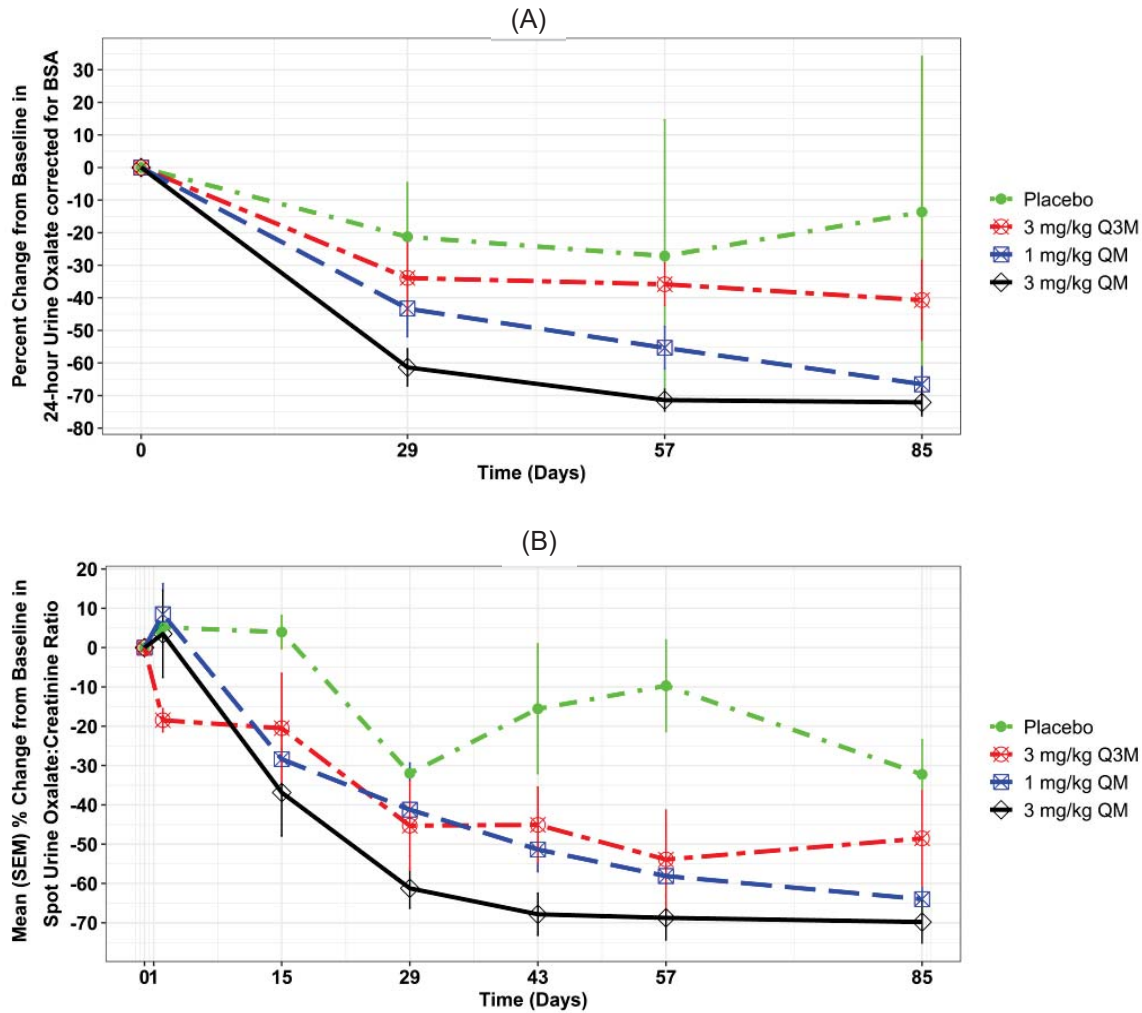 (A)
Percent Change from Baseline in
24-hour Urine Oxalate corrected for BSA
30
20
10
0
-10
-20
-30
-40
-50
-60
-70
-80
0 29 57 85
Time (Days)
Placebo
3 mg/kg Q3M
1 mg/kg QM
3 mg/kg QM
(B)
Mean (SEM) % Change from Baseline in
Spot Urine Oxalate:Creatinine Ratio
20
10
0
-10
-20
-30
-40
-50
-60
-70
01 15 29 43 57 85
Time (Days)
Placebo
3 mg/kg Q3M
1 mg/kg QM
3 mg/kg QM